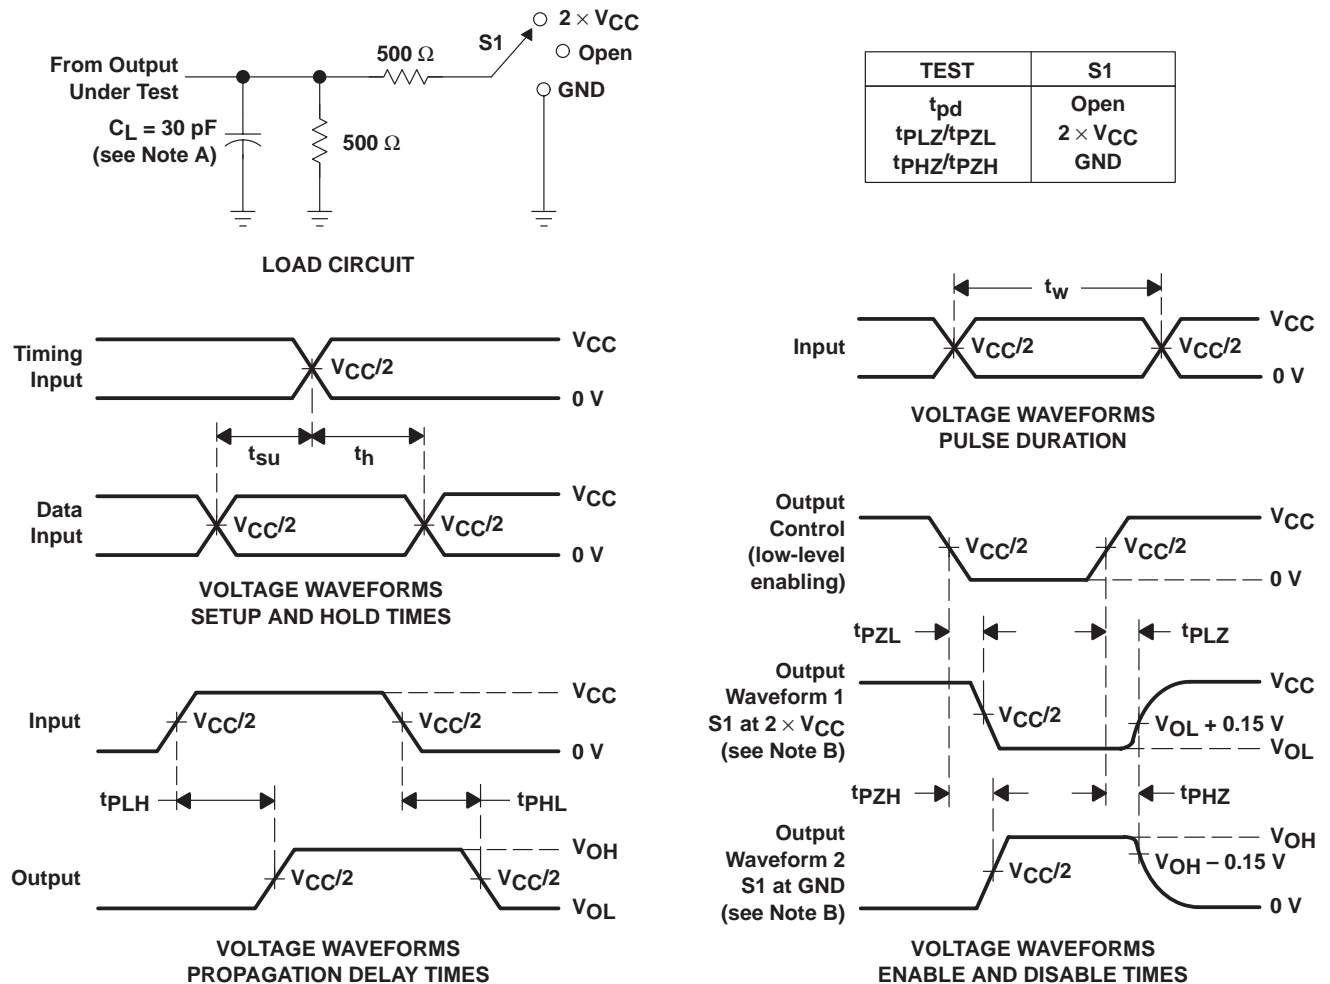 From Output
Under Test
CL = 30 pF
(see Note A)
500 Ω
500 Ω
S1
2 × VCC
Open
GND
LOAD CIRCUIT
TEST S1
tpd Open
tPLZ/tPZL 2 × VCC
tPHZ/tPZH GND
Timing
Input
VCC/2
VCC
0 V
tsu
th
Data
Input
VCC/2
VCC/2
VCC
0 V
VOLTAGE WAVEFORMS
SETUP AND HOLD TIMES
tw
Input
VCC/2
VCC/2
VCC
0 V
VOLTAGE WAVEFORMS
PULSE DURATION
Input
VCC/2
VCC/2
VCC
0 V
tPLH
tPHL
Output
VCC/2
VCC/2
VOH
VOL
VOLTAGE WAVEFORMS
PROPAGATION DELAY TIMES
Output
Control
(low-level
enabling)
VCC/2
VCC/2
VCC
0 V
tPZL
tPLZ
Output
Waveform 1
S1 at 2 × VCC
(see Note B)
VCC/2
VCC
VOL + 0.15 V
VOL
tPZH
tPHZ
Output
Waveform 2
S1 at GND
(see Note B)
VCC/2
VOH
VOH − 0.15 V
0 V
VOLTAGE WAVEFORMS
ENABLE AND DISABLE TIMES